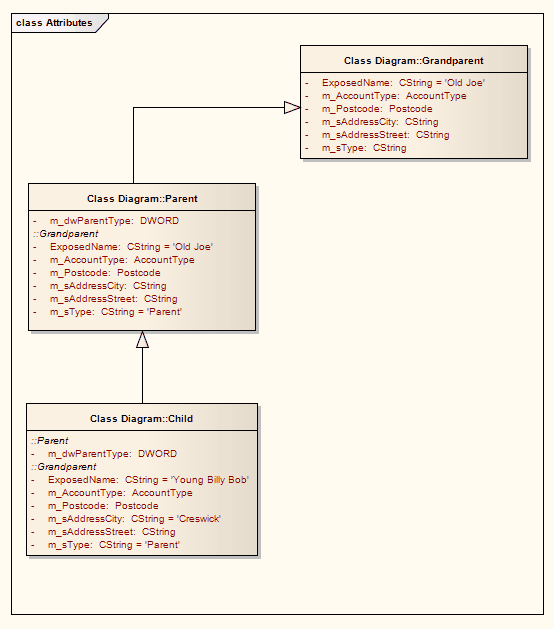 class Attributes
Class Diagram::Grandparent
- ExposedName: CString = 'Old Joe'
- m_AccountType: AccountType
- m_Postcode: Postcode
- m_sAddressCity: CString
- m_sAddressStreet: CString
- m_sType: CString
Class Diagram::Parent
- m_dwParentType: DWORD
::Grandparent
- ExposedName: CString = 'Old Joe'
- m_AccountType: AccountType
- m_Postcode: Postcode
- m_sAddressCity: CString
- m_sAddressStreet: CString
- m_sType: CString = 'Parent'
Class Diagram::Child
::Parent
- m_dwParentType: DWORD
::Grandparent
- ExposedName: CString = 'Young Billy Bob'
- m_AccountType: AccountType
- m_Postcode: Postcode
- m_sAddressCity: CString = 'Creswick'
- m_sAddressStreet: CString
- m_sType: CString = 'Parent'